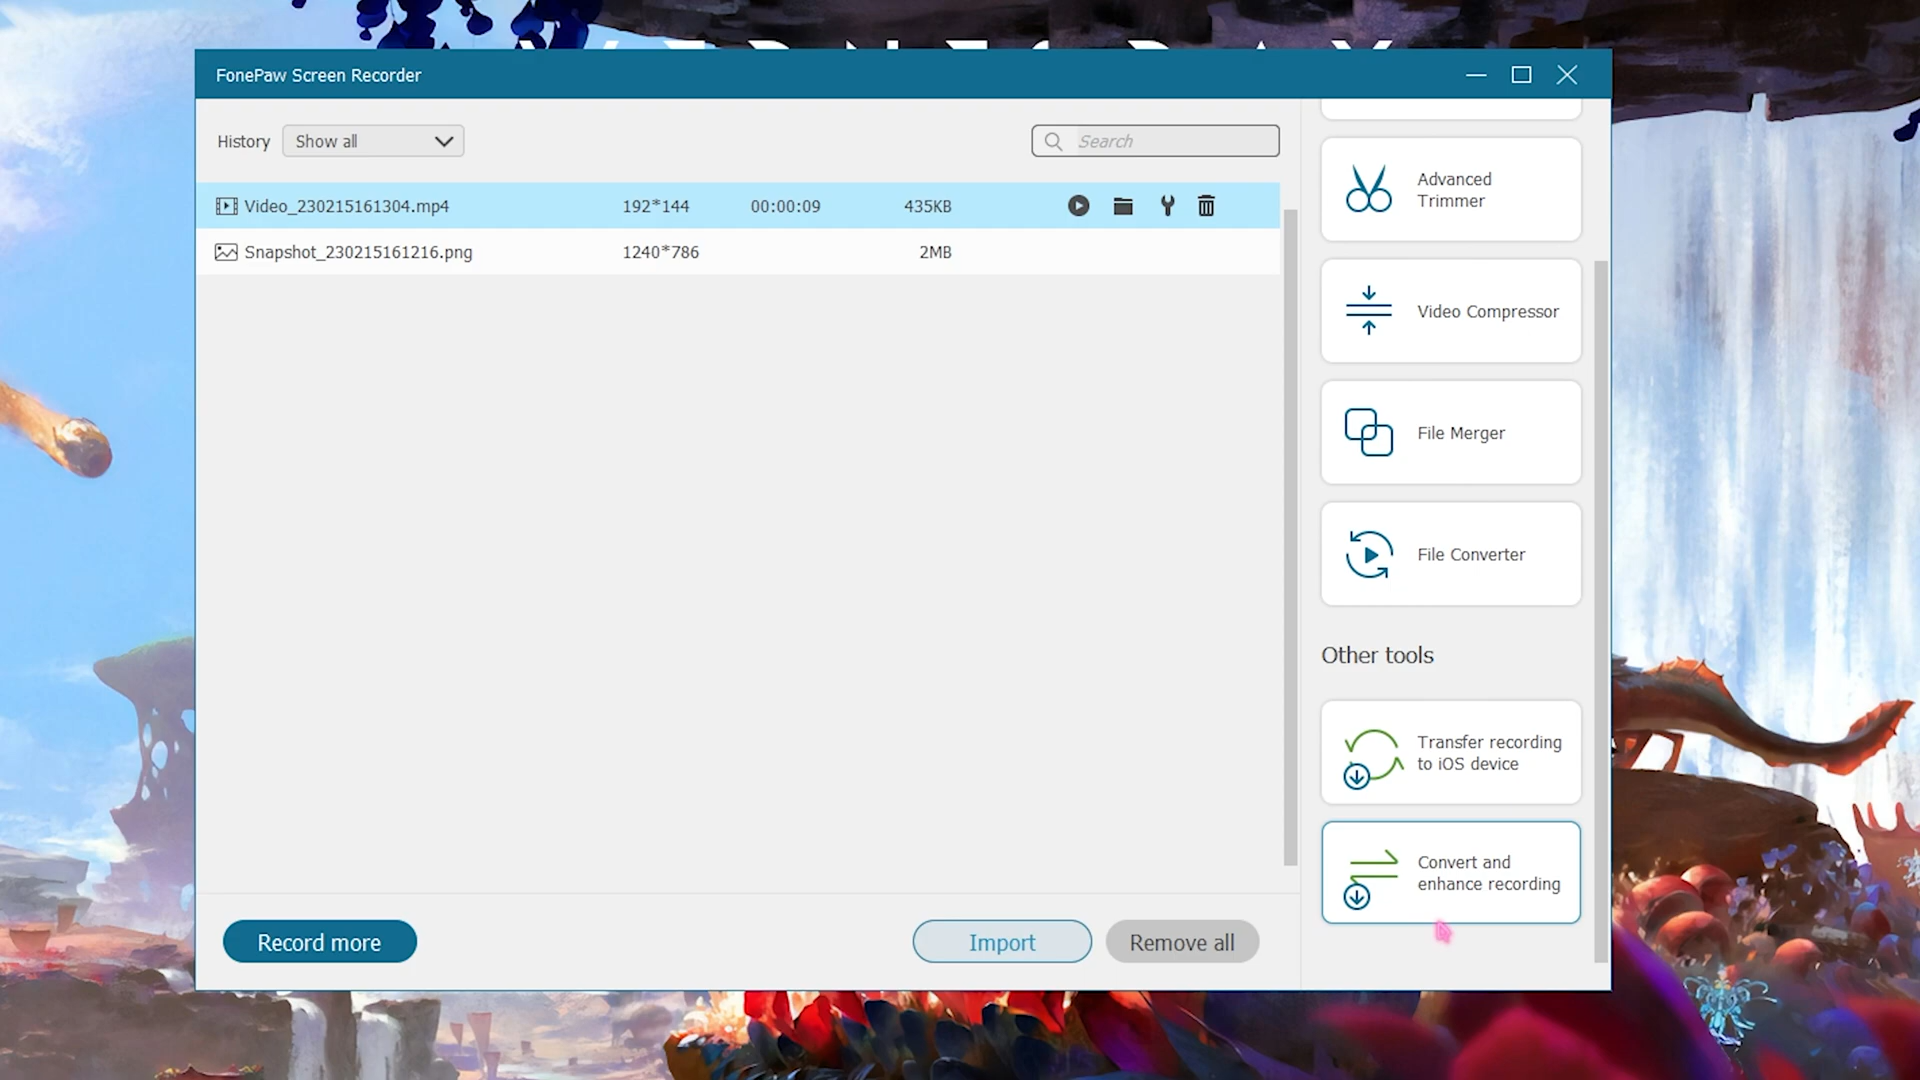 FonePaw Screen Recorder
History
Show all
Search
Video_230215161304.mp4 192*144 00:00:09 435KB
Snapshot_230215161216.png 1240*786 2MB
Record more
Import
Remove all
Advanced
Trimmer
Video Compressor
File Merger
File Converter
Other tools
Transfer recording
to iOS device
Convert and
enhance recording